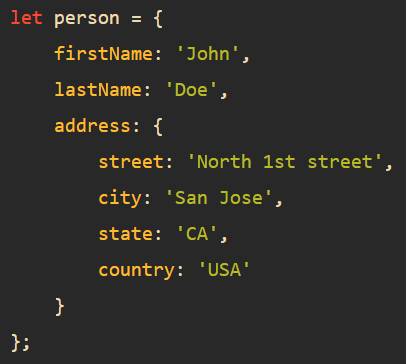 let person = {
    firstName: 'John',
    lastName: 'Doe',
    address: {
        street: 'North 1st street',
        city: 'San Jose',
        state: 'CA',
        country: 'USA'
    }
};